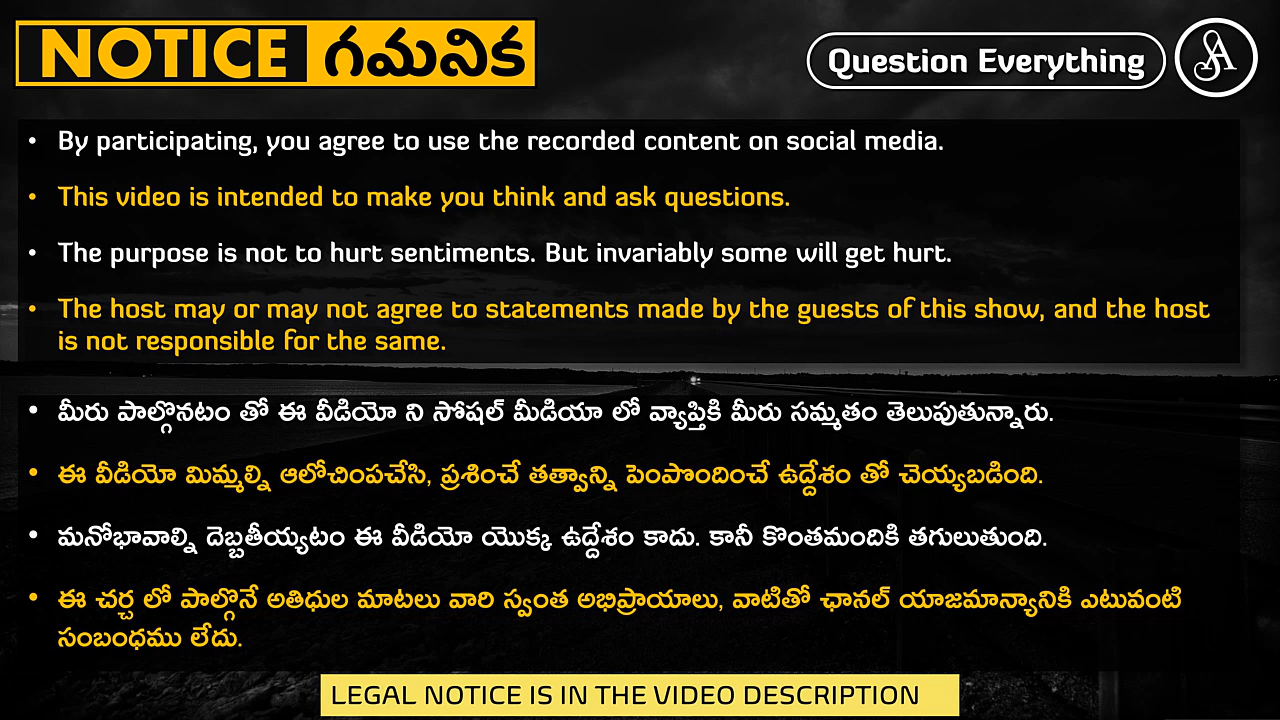 NOTICE గమనిక
Question Everything
• By participating, you agree to use the recorded content on social media.
• This video is intended to make you think and ask questions.
• The purpose is not to hurt sentiments. But invariably some will get hurt.
• The host may or may not agree to statements made by the guests of this show, and the host
is not responsible for the same.
• మీరు పాల్గొనటం తో ఈ వీడియో ని సోషల్ మీడియా లో వ్యాప్తికి మీరు సమ్మతం తెలుపుతున్నారు.
• ఈ వీడియో మిమ్మల్ని ఆలోచింపచేసి, ప్రశించే తత్వాన్ని పెంపొందించే ఉద్దేశం తో చెయ్యబడింది.
• మనోభావాల్ని దెబ్బతీయ్యటం ఈ వీడియో యొక్క ఉద్దేశం కాదు. కానీ కొంతమందికి తగులుతుంది.
• ఈ చర్చ లో పాల్గొనే అతిధుల మాటలు వారి స్వంత అభిప్రాయాలు, వాటితో ఛానల్ యాజమాన్యానికి ఎటువంటి
సంబంధము లేదు.
LEGAL NOTICE IS IN THE VIDEO DESCRIPTION